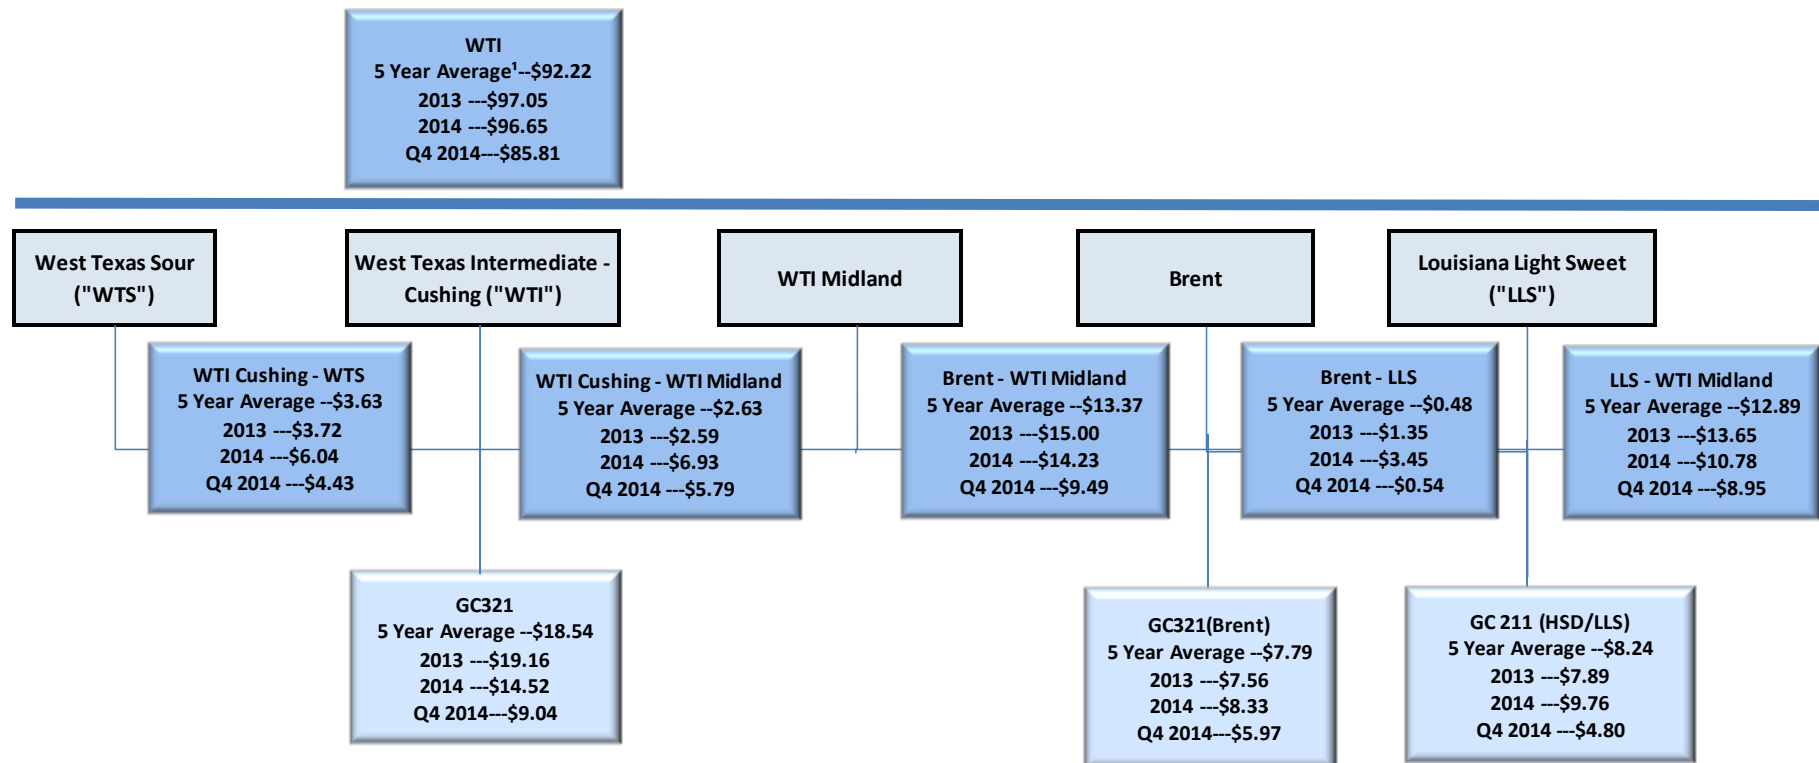 WTI
5 Year Average¹--$92.22
2013 ---$97.05
2014 ---$96.65
Q4 2014---$85.81
West Texas Sour
("WTS")
West Texas Intermediate -
Cushing ("WTI")
WTI Midland
Brent
Louisiana Light Sweet
("LLS")
WTI Cushing - WTS
5 Year Average --$3.63
2013 ---$3.72
2014 ---$6.04
Q4 2014 ---$4.43
WTI Cushing - WTI Midland
5 Year Average --$2.63
2013 ---$2.59
2014 ---$6.93
Q4 2014 ---$5.79
Brent - WTI Midland
5 Year Average --$13.37
2013 ---$15.00
2014 ---$14.23
Q4 2014 ---$9.49
Brent - LLS
5 Year Average --$0.48
2013 ---$1.35
2014 ---$3.45
Q4 2014 ---$0.54
LLS - WTI Midland
5 Year Average --$12.89
2013 ---$13.65
2014 ---$10.78
Q4 2014 ---$8.95
GC321
5 Year Average --$18.54
2013 ---$19.16
2014 ---$14.52
Q4 2014---$9.04
GC321(Brent)
5 Year Average --$7.79
2013 ---$7.56
2014 ---$8.33
Q4 2014---$5.97
GC 211 (HSD/LLS)
5 Year Average --$8.24
2013 ---$7.89
2014 ---$9.76
Q4 2014 ---$4.80